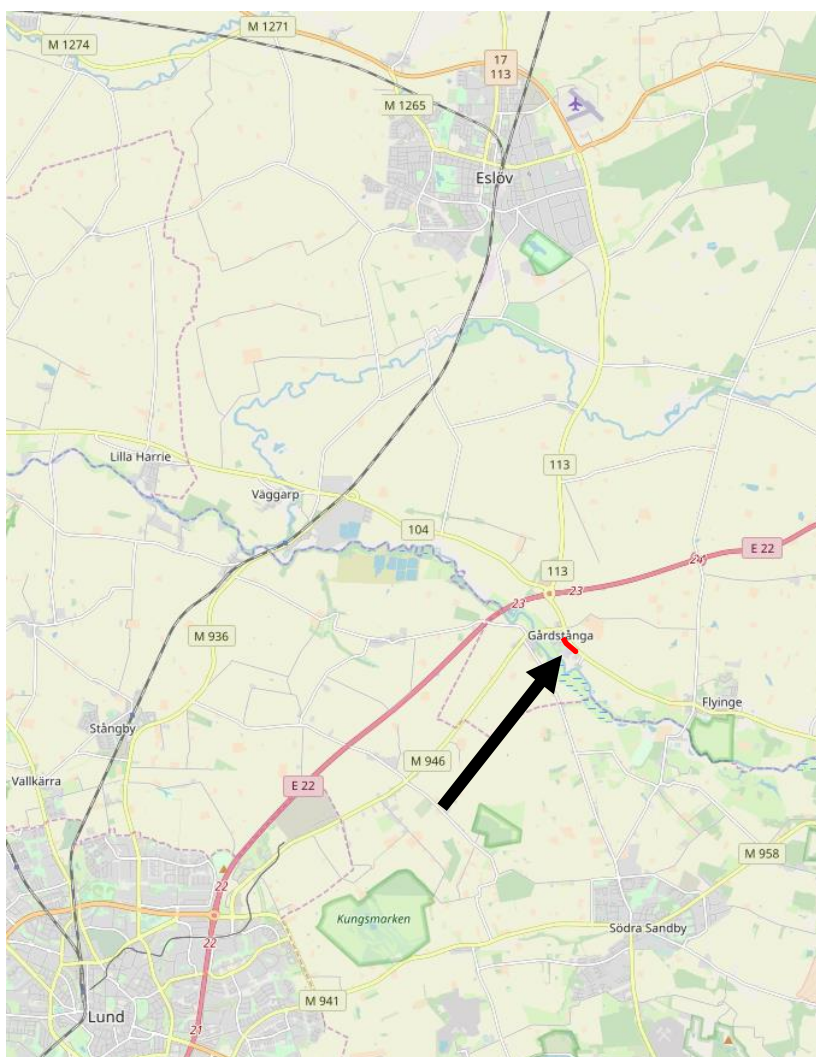 M 1271
M 1274
17
113
M 1265
Eslöv
Lilla Harrie
113
Väggarp
104
E 22
24
113
23
23
Gårdstånga
M 936
Flyinge
Stångby
M 946
Vallkärra
E 22
M 958
22
Kungsmarken
Södra Sandby
22
M 941
Lund
21